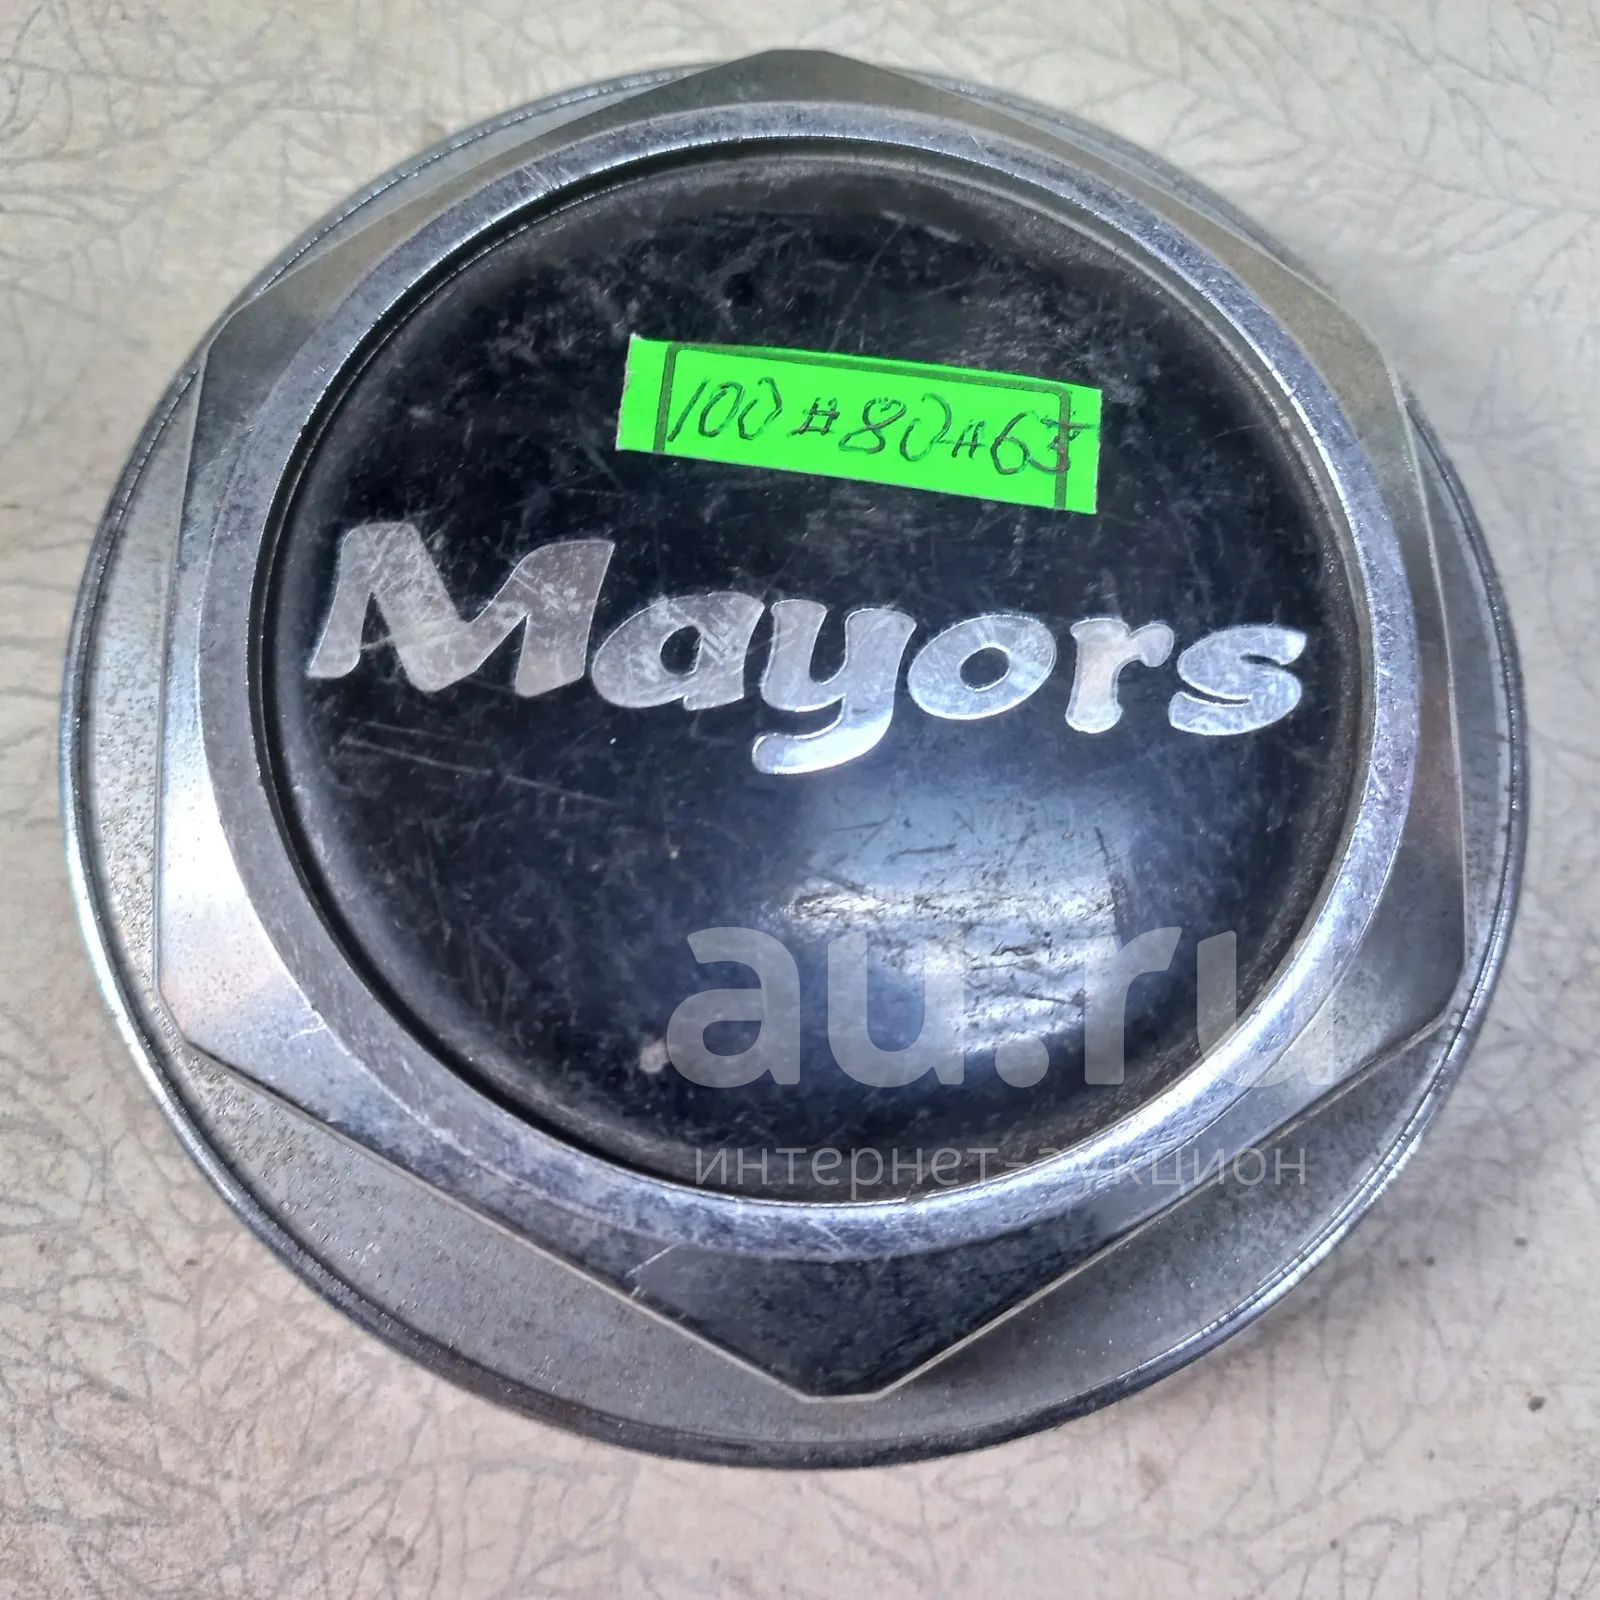 100#80#63
Mayors
au.ru
интернет-аукцион